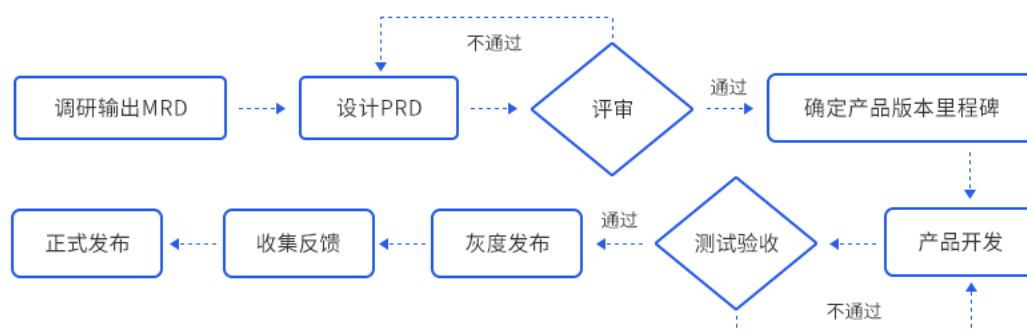 不通过
调研输出MRD
设计PRD
评审
通过
确定产品版本里程碑
正式发布
收集反馈
灰度发布
通过
测试验收
产品开发
不通过